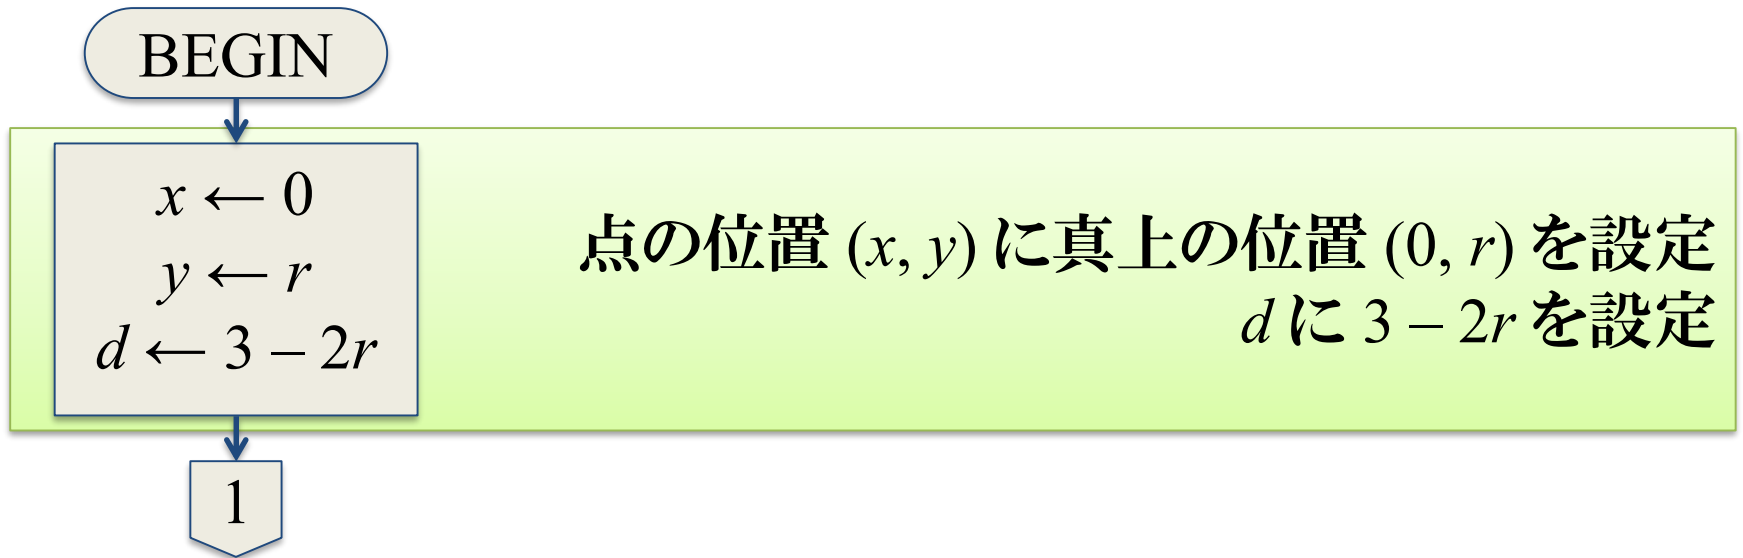 BEGIN
x ← 0
y ← r
d ← 3 – 2r
点の位置 (x, y) に真上の位置 (0, r) を設定
d に 3 – 2r を設定
1